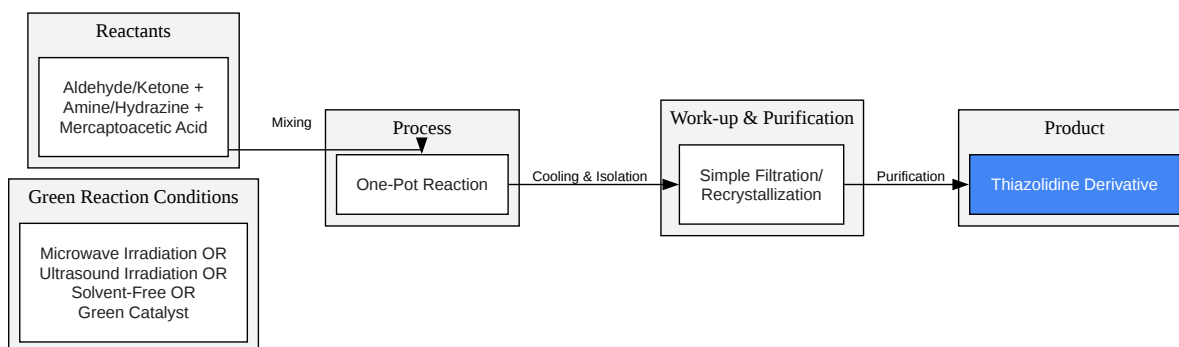 Reactants
Aldehyde/Ketone +
Amine/Hydrazine +
Mercaptoacetic Acid
Green Reaction Conditions
Microwave Irradiation OR
Ultrasound Irradiation OR
Solvent-Free OR
Green Catalyst
Mixing
Process
One-Pot Reaction
Cooling & Isolation
Work-up & Purification
Simple Filtration/
Recrystallization
Purification
Product
Thiazolidine Derivative